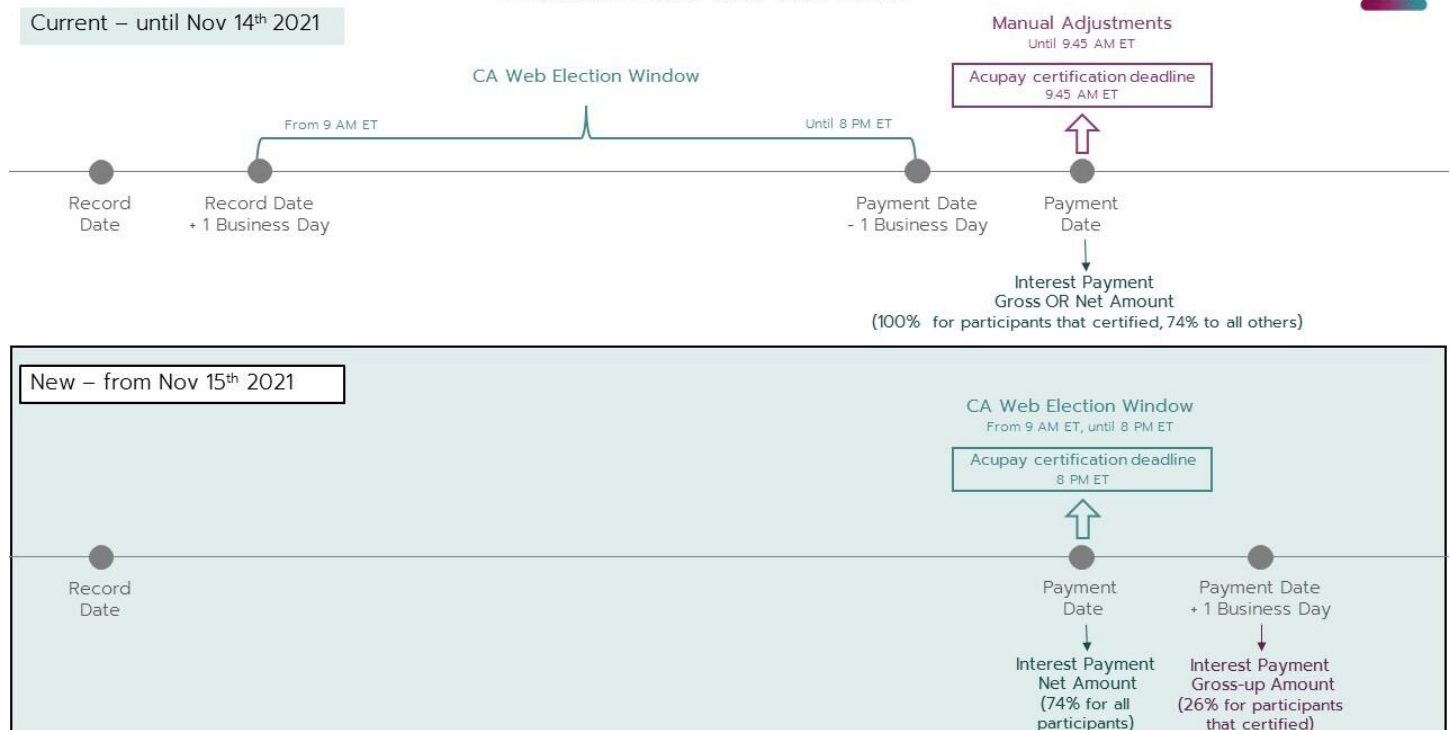 Current – until Nov 14th 2021
Manual Adjustments
Until 9.45 AM ET
CA Web Election Window
Acupay certification deadline
9.45 AM ET
From 9 AM ET
Until 8 PM ET
Record
Date
Record Date
+ 1 Business Day
Payment Date
- 1 Business Day
Payment
Date
Interest Payment
Gross OR Net Amount
(100% for participants that certified, 74% to all others)
New – from Nov 15th 2021
CA Web Election Window
From 9 AM ET, until 8 PM ET
Acupay certification deadline
8 PM ET
Record
Date
Payment
Date
Payment Date
+ 1 Business Day
Interest Payment
Net Amount
(74% for all
participants)
Interest Payment
Gross-up Amount
(26% for participants
that certified)